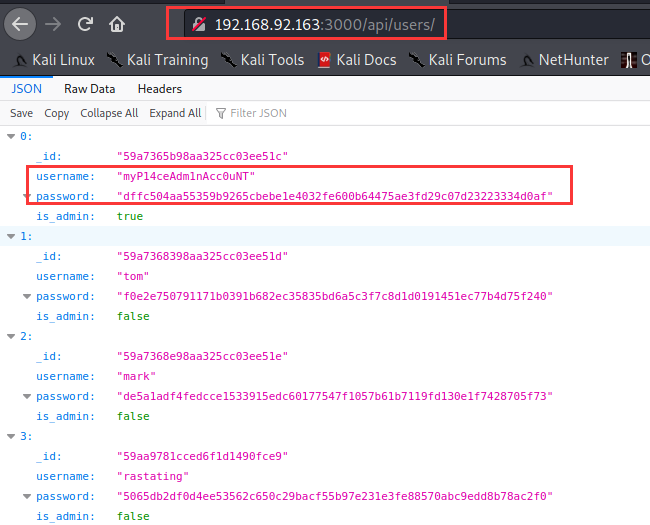 192.168.92.163:3000/api/users/
Kali Linux Kali Training Kali Tools Kali Docs Kali Forums NetHunter
JSON Raw Data Headers
Save Copy Collapse All Expand All Filter JSON
0:
_id: "59a7365b98aa325cc03ee51c"
username: "myP14ceAdm1nAcc0uNT"
password: "dffc504aa55359b9265cbebe1e4032fe600b64475ae3fd29c07d23223334d0af"
is_admin: true
1:
_id: "59a7368398aa325cc03ee51d"
username: "tom"
password: "f0e2e750791171b0391b682ec35835bd6a5c3f7c8d1d0191451ec77b4d75f240"
is_admin: false
2:
_id: "59a7368e98aa325cc03ee51e"
username: "mark"
password: "de5a1adf4fedcce1533915edc60177547f1057b61b7119fd130e1f7428705f73"
is_admin: false
3:
_id: "59aa9781cced6f1d1490fce9"
username: "rastating"
password: "5065db2df0d4ee53562c650c29bacf55b97e231e3fe88570abc9edd8b78ac2f0"
is_admin: false